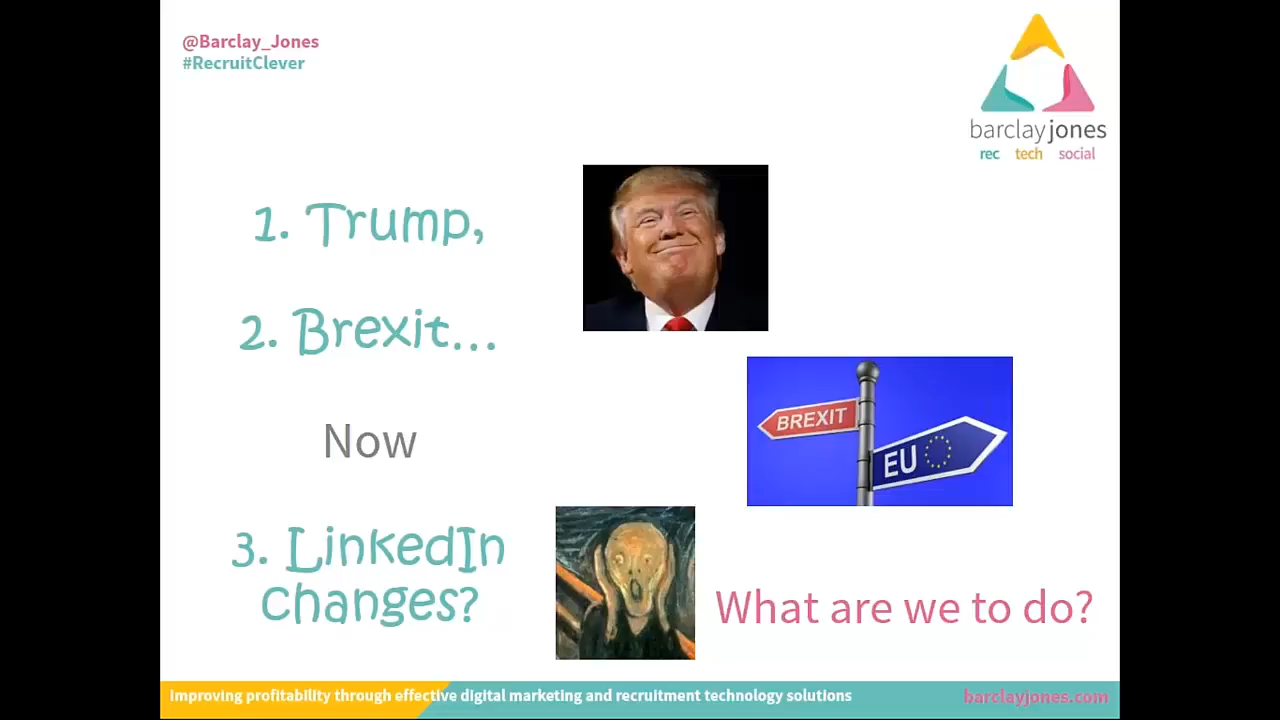 @Barclay_Jones
#RecruitClever
barclayjones
rec tech social
1. Trump,
2. Brexit...
BREXIT
EU
Now
3. LinkedIn
changes?
What are we to do?
Improving profitability through effective digital marketing and recruitment technology solutions
barclayjones.com